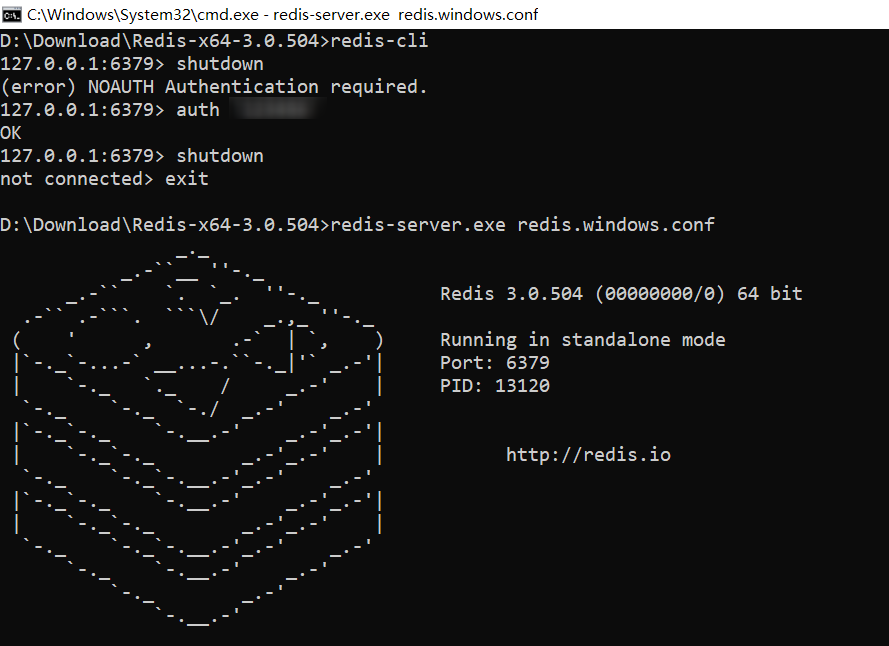 C:\Windows\System32\cmd.exe - redis-server.exe  redis.windows.conf
D:\Download\Redis-x64-3.0.504>redis-cli
127.0.0.1:6379> shutdown
(error) NOAUTH Authentication required.
127.0.0.1:6379> auth
OK
127.0.0.1:6379> shutdown
not connected> exit
D:\Download\Redis-x64-3.0.504>redis-server.exe redis.windows.conf
Redis 3.0.504 (00000000/0) 64 bit
Running in standalone mode
Port: 6379
PID: 13120
http://redis.io